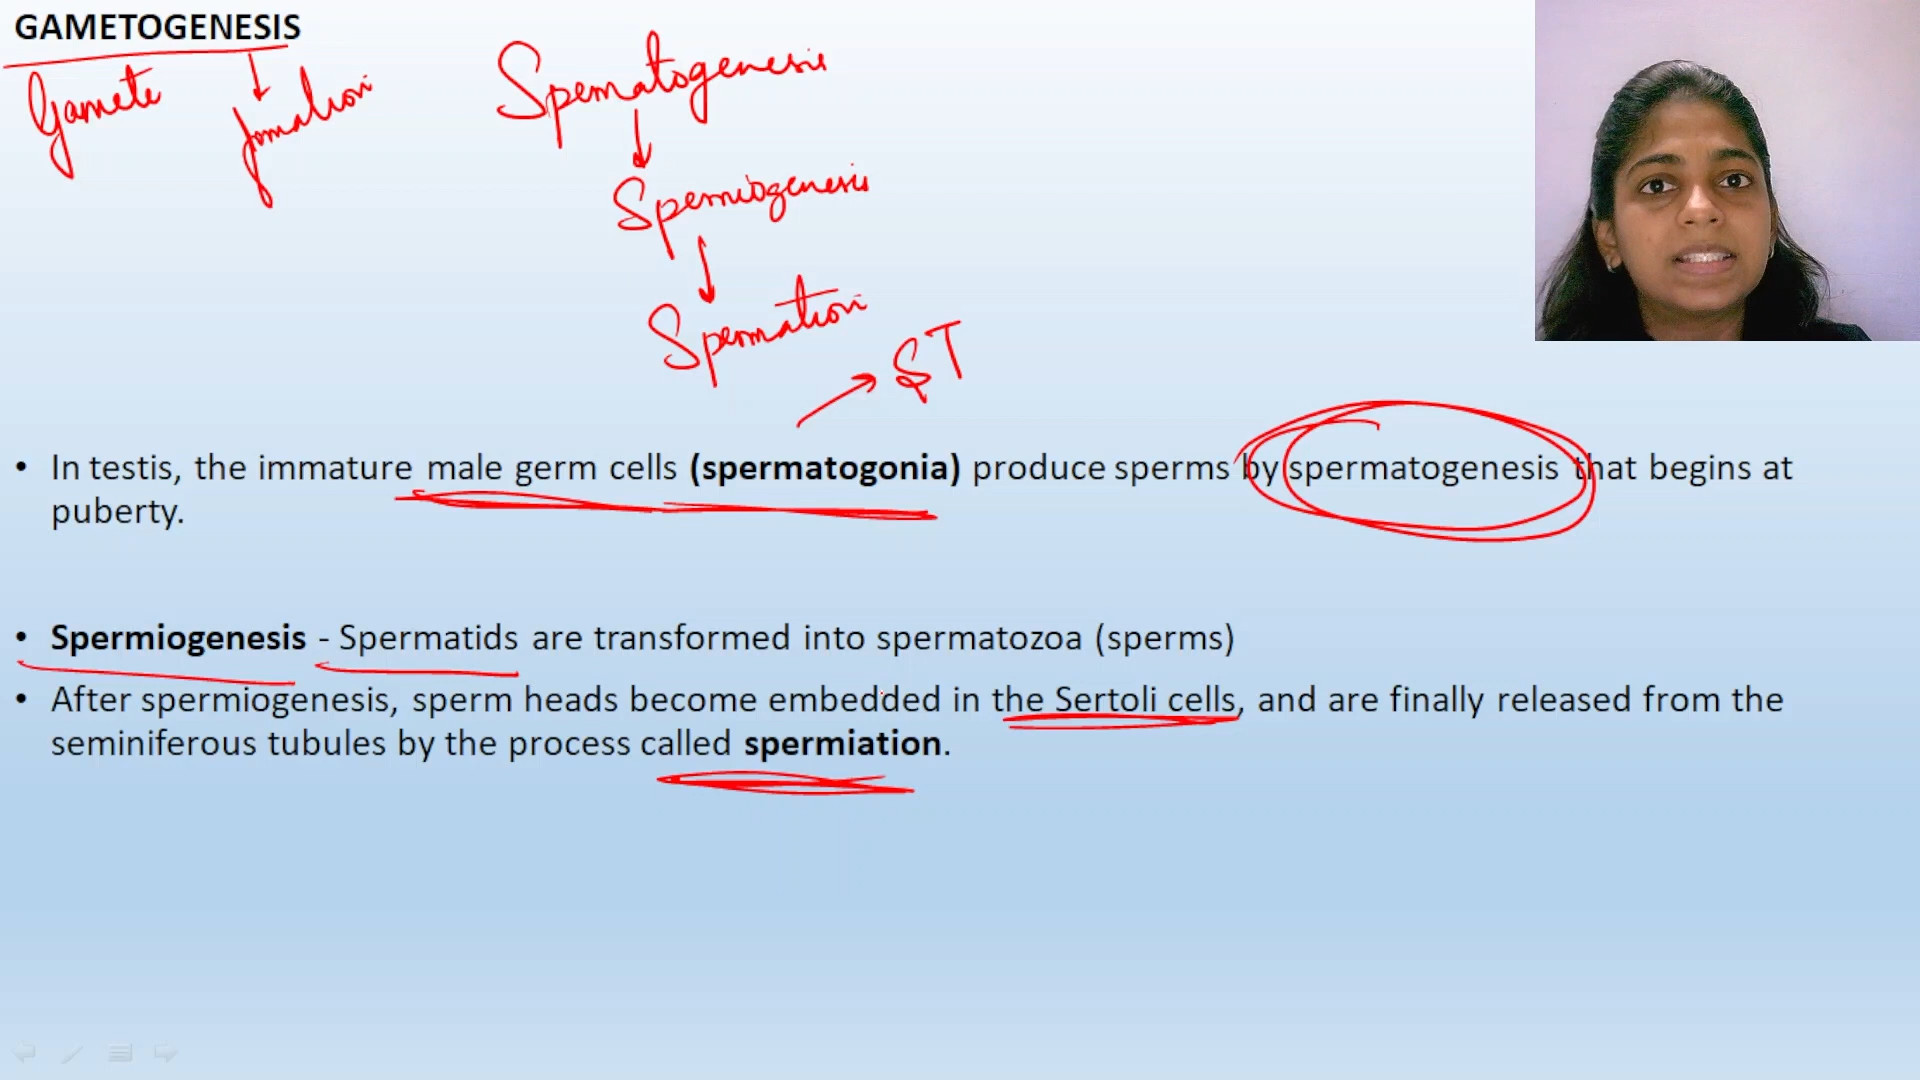 GAMETOGENESIS
Gamete formation
Spermatogenesis
Spermiogenesis
Spermation
ST
• In testis, the immature male germ cells (spermatogonia) produce sperms by spermatogenesis that begins at
puberty.
• Spermiogenesis - Spermatids are transformed into spermatozoa (sperms)
• After spermiogenesis, sperm heads become embedded in the Sertoli cells, and are finally released from the
seminiferous tubules by the process called spermiation.